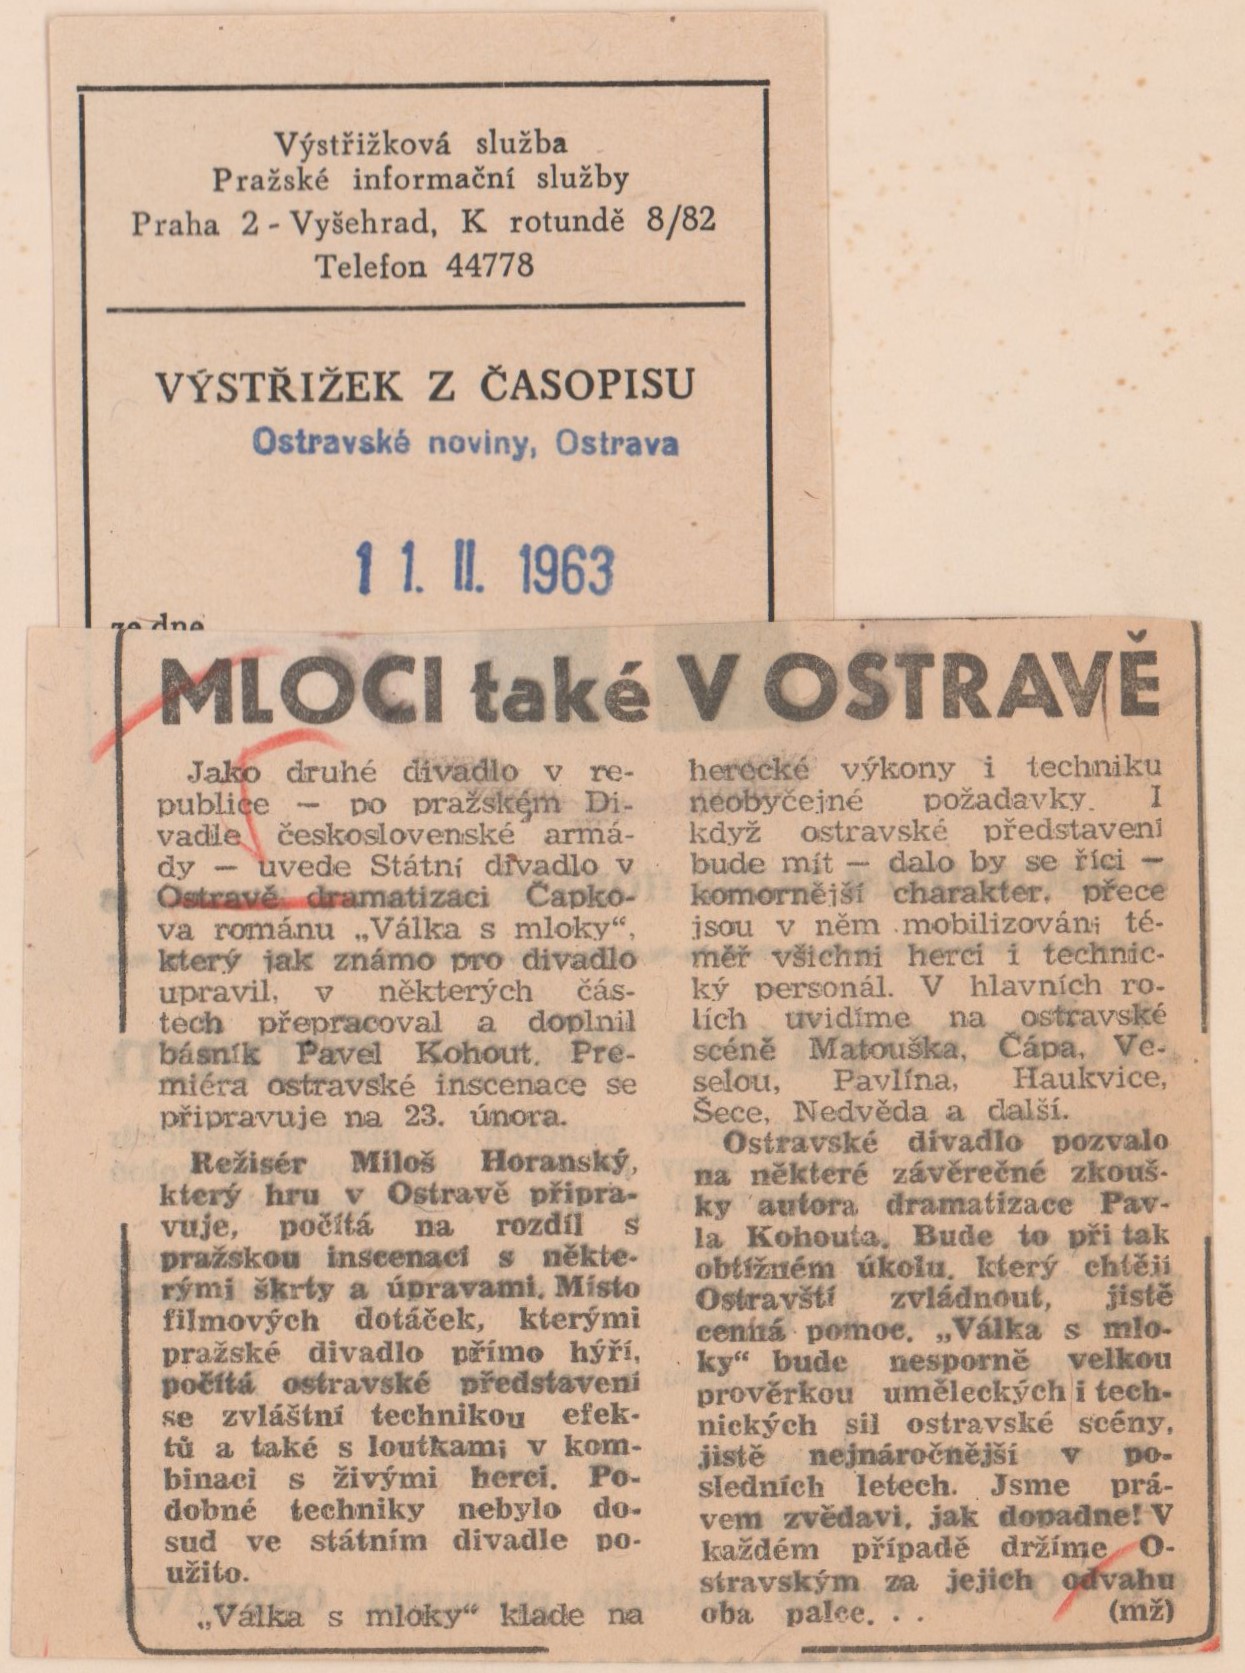 Výstřižková služba
Pražské informační služby
Praha 2 - Vyšehrad, K rotundě 8/82
Telefon 44778
VÝSTŘIŽEK Z ČASOPISU
Ostravské noviny, Ostrava
11. II. 1963
ze dne
MLOCI také V OSTRAVĚ
Jako druhé divadlo v re-
publice — po pražském Di-
vadle československé armá-
dy — uvede Státní divadlo v
Ostravě dramatizaci Čapko-
va románu „Válka s mloky“,
který jak známo pro divadlo
upravil, v některých čás-
tech přepracoval a doplnil
básník Pavel Kohout. Pre-
miéra ostravské inscenace se
připravuje na 23. února.
Režisér Miloš Horanský,
který hru v Ostravě připra-
vuje, počítá na rozdíl s
pražskou inscenací s někte-
rými škrty a úpravami. Místo
filmových dotáček, kterými
pražské divadlo přímo hýří,
počítá ostravské představení
se zvláštní technikou efek-
tů a také s loutkami v kom-
binaci s živými herci. Po-
dobné techniky nebylo do-
sud ve státním divadle po-
užito.
„Válka s mloky“ klade na
herecké výkony i techniku
neobyčejné požadavky. I
když ostravské představení
bude mít — dalo by se říci —
komornější charakter, přece
jsou v něm mobilizováni té-
měř všichni herci i technic-
ký personál. V hlavních ro-
lích uvidíme na ostravské
scéně Matouška, Čápa, Ve-
selou, Pavlína, Haukvice,
Šece, Nedvěda a další.
Ostravské divadlo pozvalo
na některé závěrečné zkouš-
ky autora dramatizace Pav-
la Kohouta. Bude to při tak
obtížném úkolu, který chtějí
Ostravští zvládnout, jistě
cenná pomoc. „Válka s mlo-
ky“ bude nesporně velkou
prověrkou uměleckých i tech-
nických sil ostravské scény,
jistě nejnáročnější v po-
sledních letech. Jsme prá-
vem zvědavi, jak dopadne! V
každém případě držíme O-
stravským za jejich odvahu
oba palce. . . (mž)